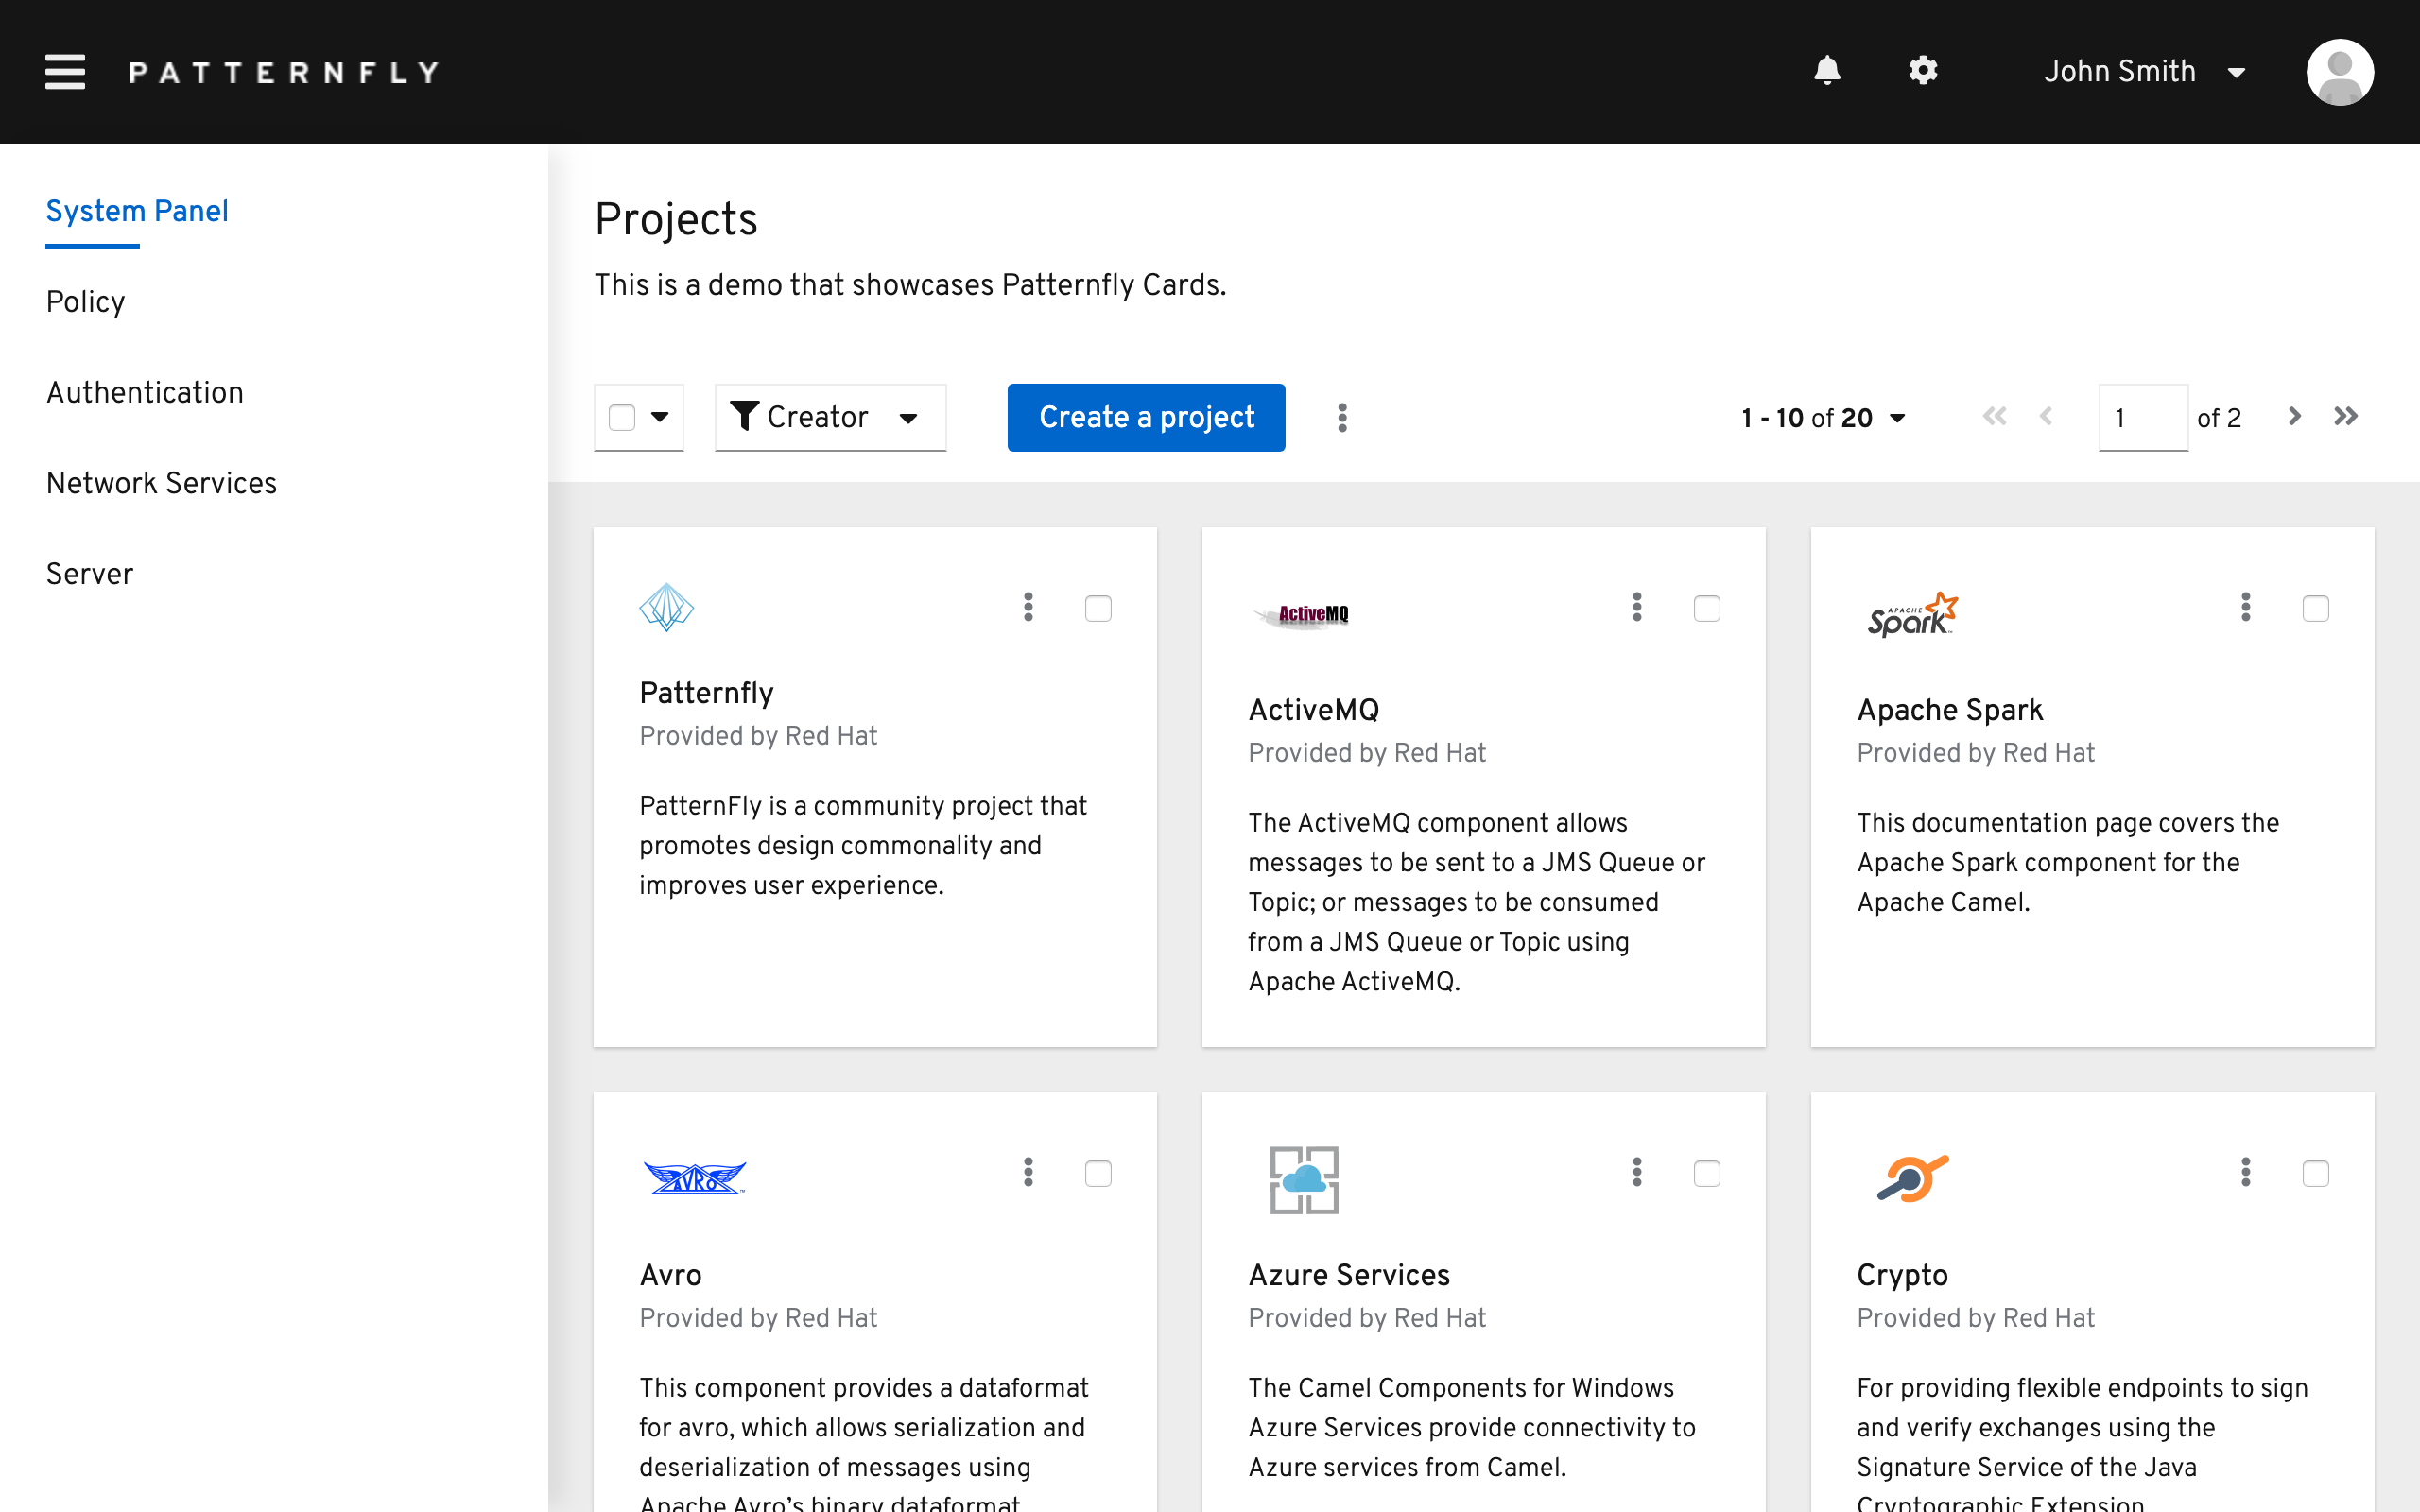 PATTERNFLY
John Smith
System Panel
Policy
Authentication
Network Services
Server
Projects
This is a demo that showcases Patternfly Cards.
Creator
Create a project
1 - 10 of 20
1 of 2
Patternfly
Provided by Red Hat
PatternFly is a community project that
promotes design commonality and
improves user experience.
ActiveMQ
ActiveMQ
Provided by Red Hat
The ActiveMQ component allows
messages to be sent to a JMS Queue or
Topic; or messages to be consumed
from a JMS Queue or Topic using
Apache ActiveMQ.
APACHE
Spark
Apache Spark
Provided by Red Hat
This documentation page covers the
Apache Spark component for the
Apache Camel.
AVRO
Avro
Provided by Red Hat
This component provides a dataformat
for avro, which allows serialization and
deserialization of messages using
Apache Avro’s binary dataformat
Azure Services
Provided by Red Hat
The Camel Components for Windows
Azure Services provide connectivity to
Azure services from Camel.
Crypto
Provided by Red Hat
For providing flexible endpoints to sign
and verify exchanges using the
Signature Service of the Java
Cryptographic Extension